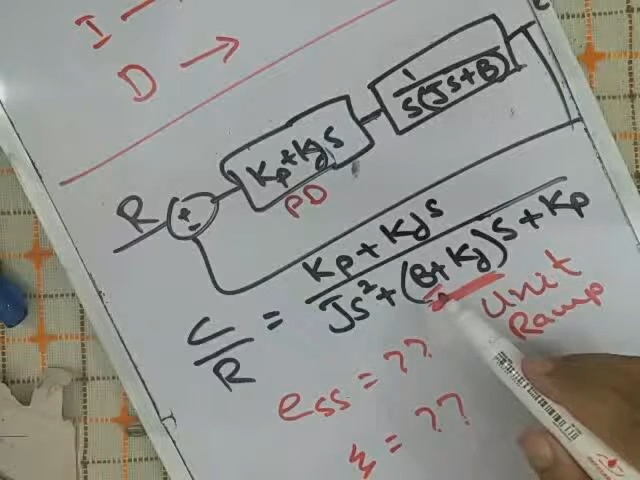 I →
D →
C
1
S(Js+B)
Kp+Kds
PD
R
+
-
C/R = Kp+Kds / Js²+(B+Kd)s+Kp
Unit
Ramp
ess = ??
ξ = ??